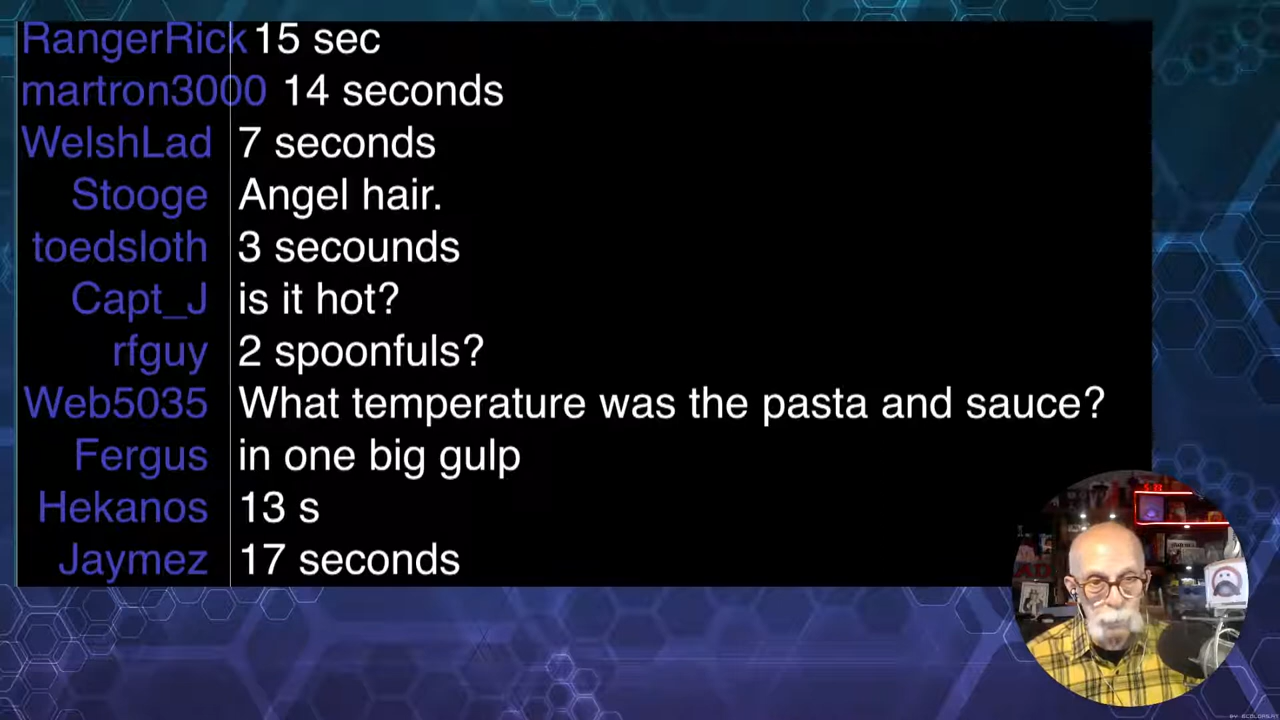 RangerRick 15 sec
martron3000 14 seconds
WelshLad 7 seconds
Stooge Angel hair.
toedsloth 3 secounds
Capt_J is it hot?
rfguy 2 spoonfuls?
Web5035 What temperature was the pasta and sauce?
Fergus in one big gulp
Hekanos 13 s
Jaymez 17 seconds